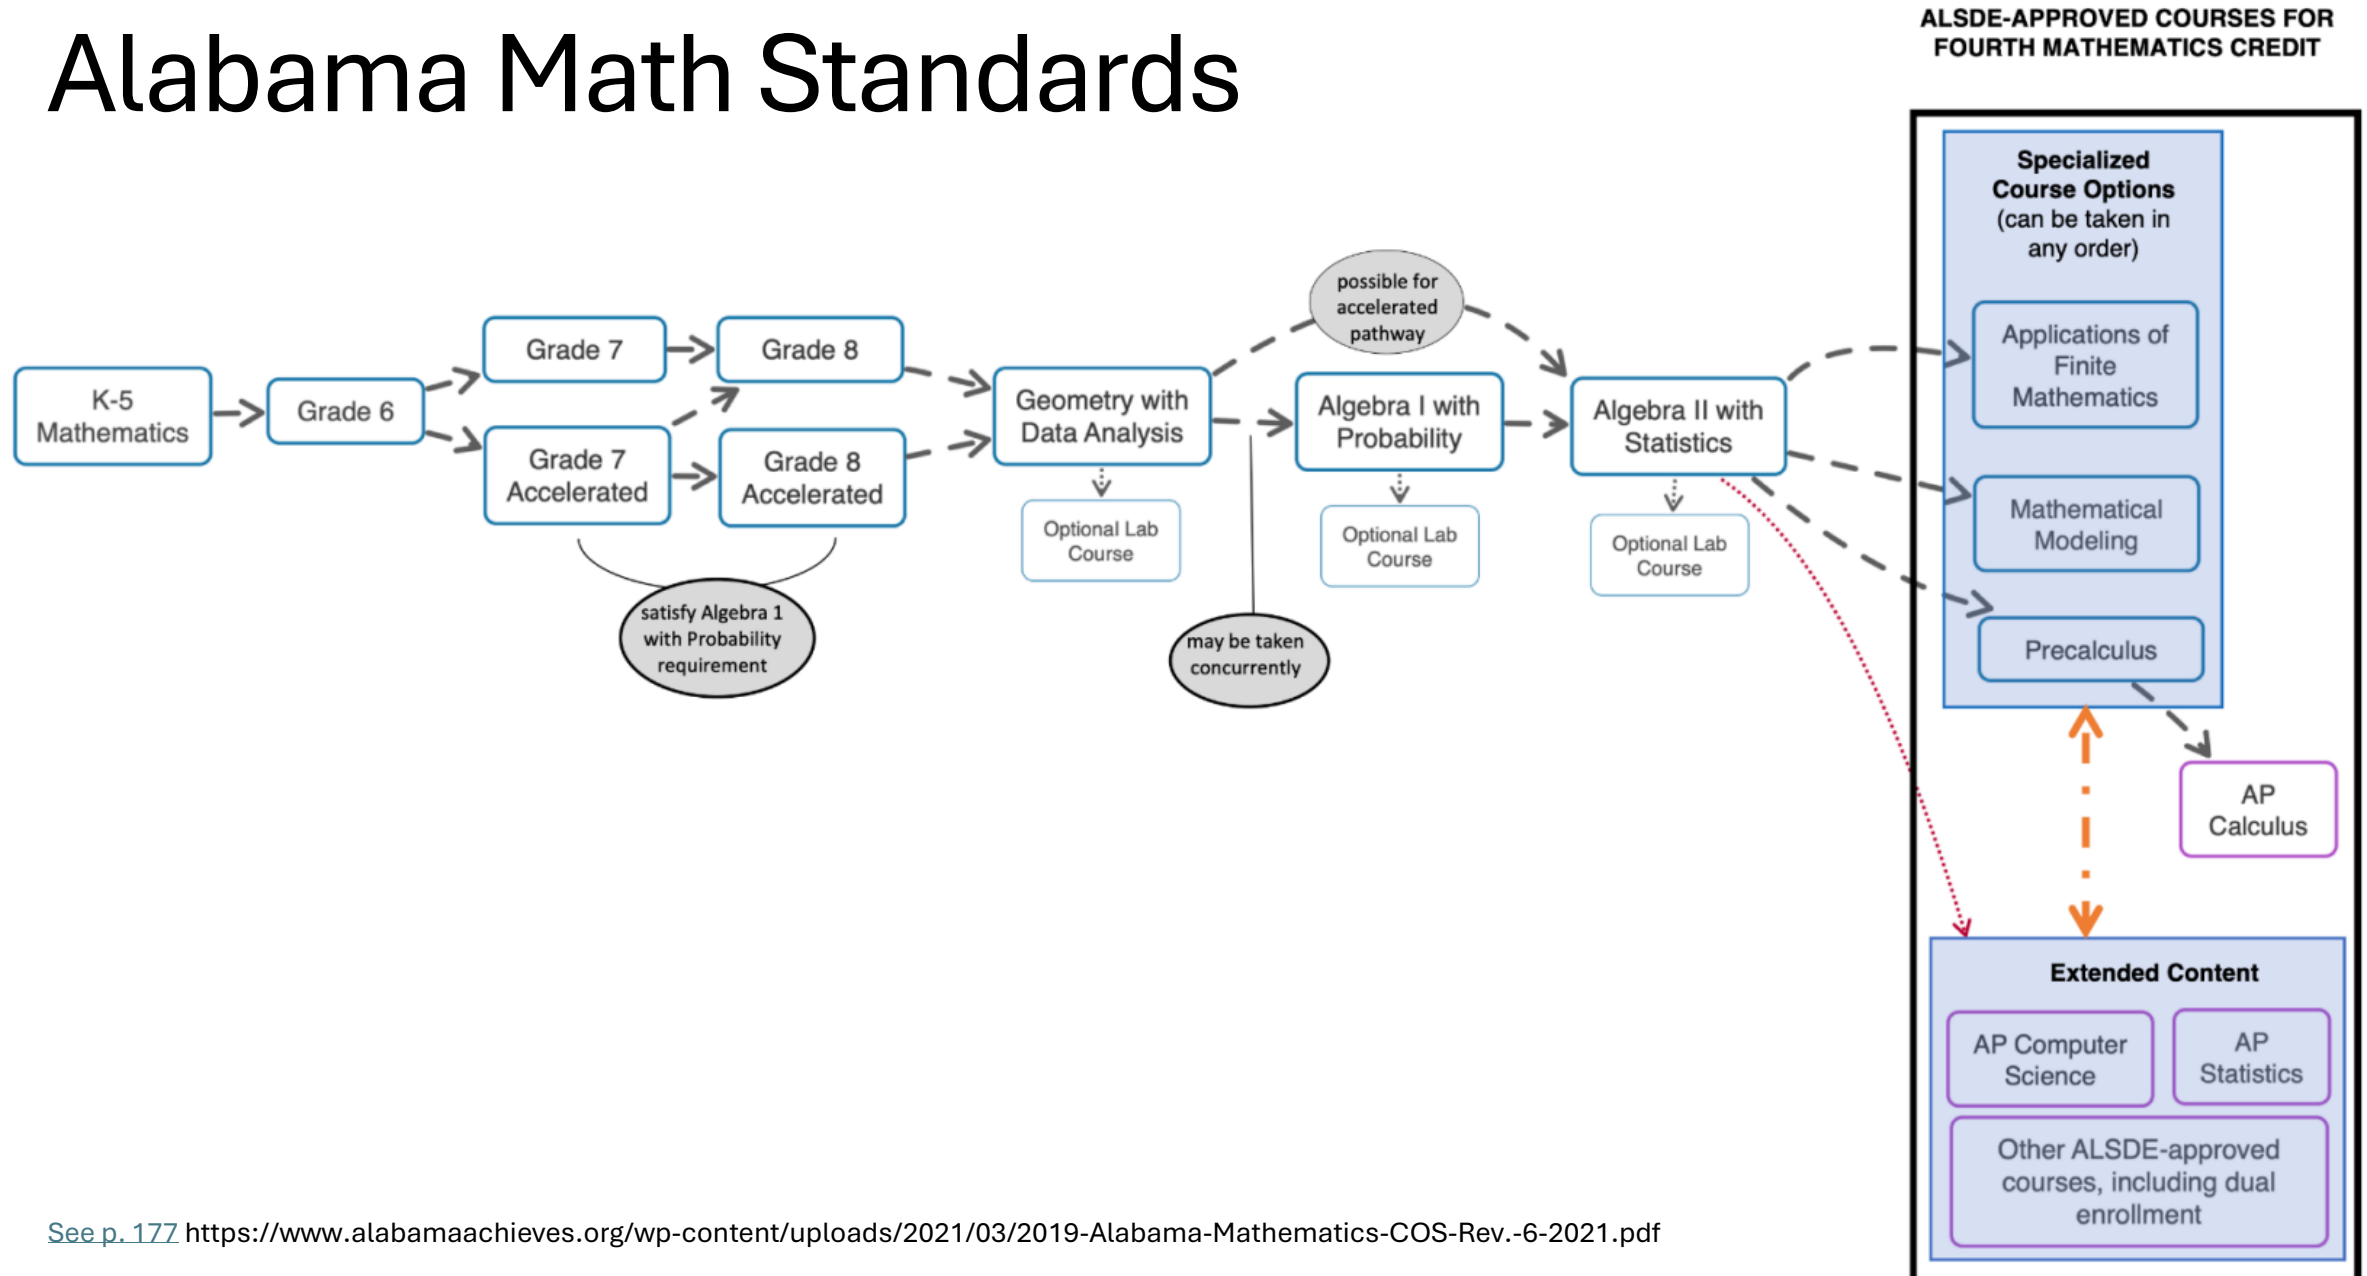 Alabama Math Standards
ALSDE-APPROVED COURSES FOR
FOURTH MATHEMATICS CREDIT
K-5
Mathematics
Grade 6
Grade 7
Grade 8
Grade 7
Accelerated
Grade 8
Accelerated
satisfy Algebra 1
with Probability
requirement
Geometry with
Data Analysis
Optional Lab
Course
possible for
accelerated
pathway
may be taken
concurrently
Algebra I with
Probability
Optional Lab
Course
Algebra II with
Statistics
Optional Lab
Course
Specialized
Course Options
(can be taken in
any order)
Applications of
Finite
Mathematics
Mathematical
Modeling
Precalculus
AP
Calculus
Extended Content
AP Computer
Science
AP
Statistics
Other ALSDE-approved
courses, including dual
enrollment
See p. 177 https://www.alabamaachieves.org/wp-content/uploads/2021/03/2019-Alabama-Mathematics-COS-Rev.-6-2021.pdf